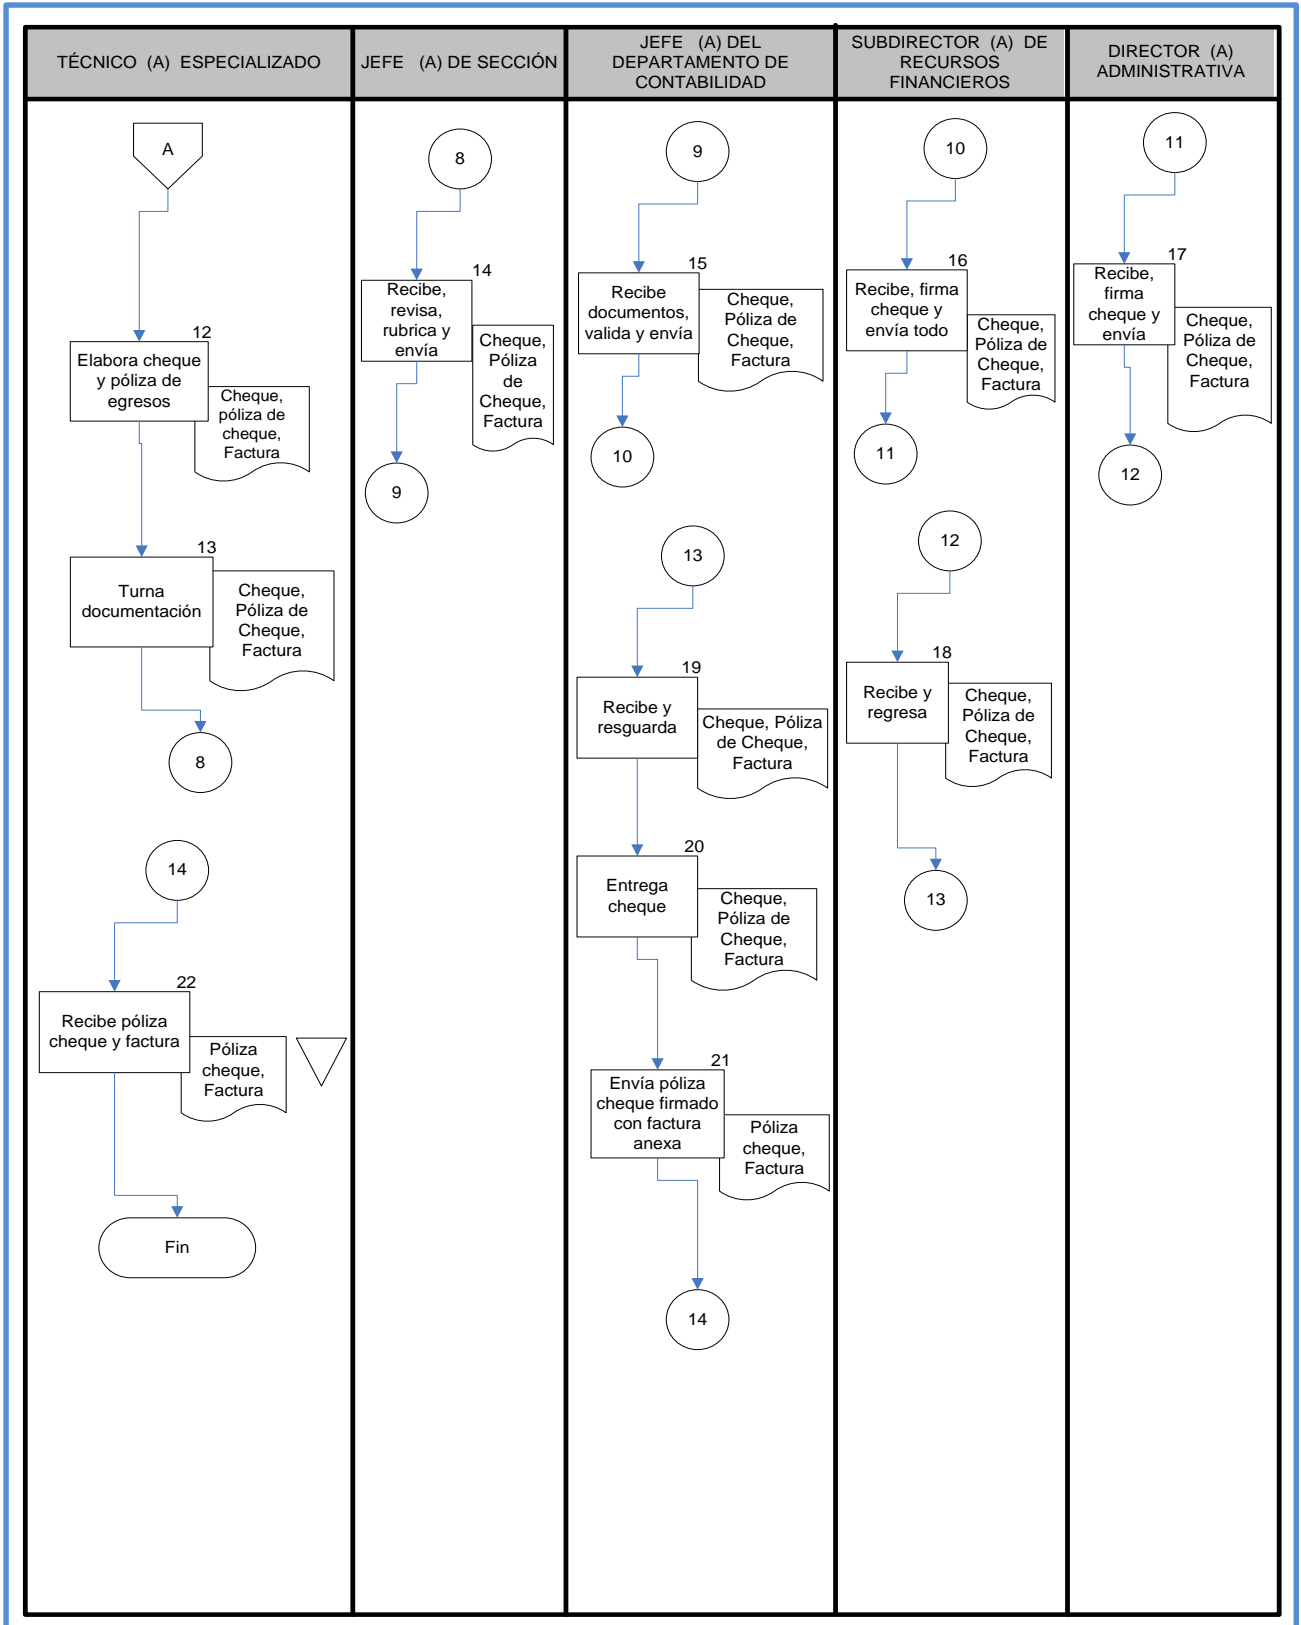 TÉCNICO (A) ESPECIALIZADO
JEFE (A) DE SECCIÓN
JEFE (A) DEL
DEPARTAMENTO DE
CONTABILIDAD
SUBDIRECTOR (A) DE
RECURSOS
FINANCIEROS
DIRECTOR (A)
ADMINISTRATIVA
A
12
Elabora cheque
y póliza de
egresos
Cheque,
póliza de
cheque,
Factura
13
Turna
documentación
Cheque,
Póliza de
Cheque,
Factura
8
14
22
Recibe póliza
cheque y factura
Póliza
cheque,
Factura
Fin
8
14
Recibe,
revisa,
rubrica y
envía
Cheque,
Póliza
de
Cheque,
Factura
9
9
15
Recibe
documentos,
valida y envía
Cheque,
Póliza de
Cheque,
Factura
10
13
19
Recibe y
resguarda
Cheque, Póliza
de Cheque,
Factura
20
Entrega
cheque
Cheque,
Póliza de
Cheque,
Factura
21
Envía póliza
cheque firmado
con factura
anexa
Póliza
cheque,
Factura
14
10
16
Recibe, firma
cheque y
envía todo
Cheque,
Póliza de
Cheque,
Factura
11
12
18
Recibe y
regresa
Cheque,
Póliza de
Cheque,
Factura
13
11
17
Recibe,
firma
cheque y
envía
Cheque,
Póliza de
Cheque,
Factura
12